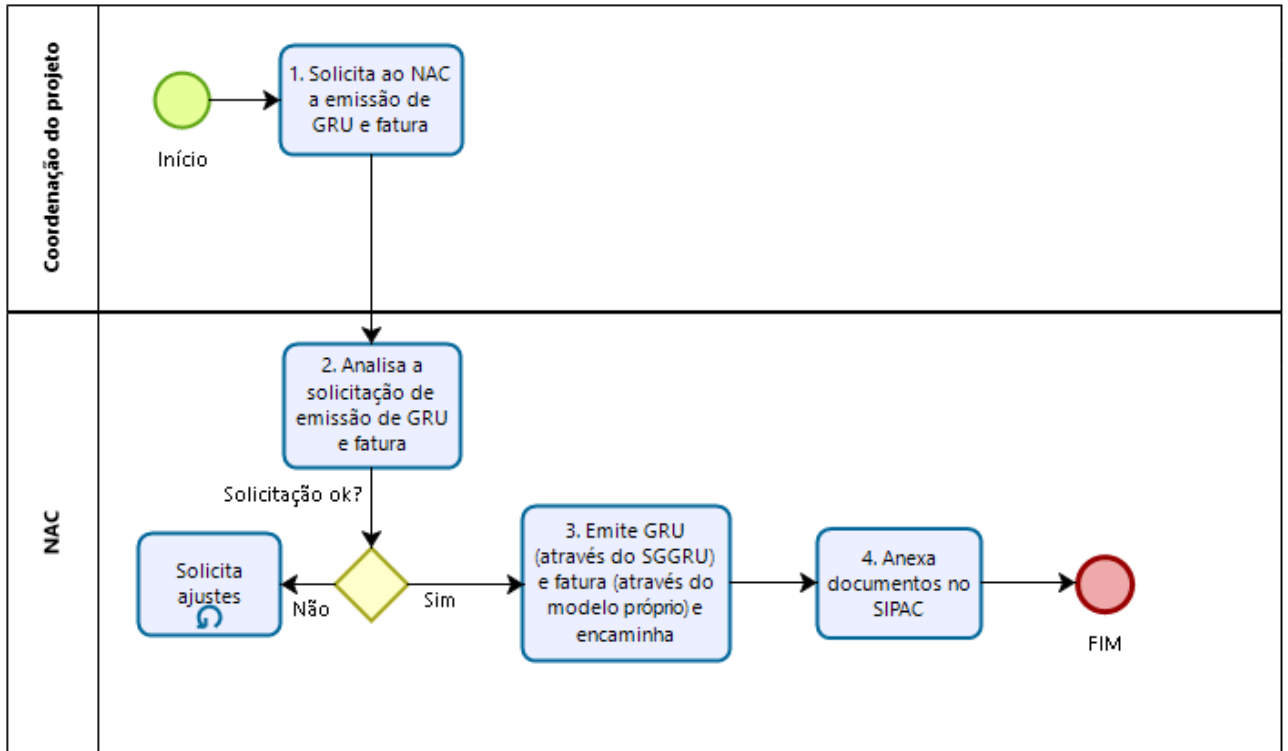 Coordenação do projeto
Início
1. Solicita ao NAC
a emissão de
GRU e fatura
NAC
2. Analisa a
solicitação de
emissão de GRU
e fatura
Solicitação ok?
Solicita
ajustes
Não
Sim
3. Emite GRU
(através do SGGRU)
e fatura (através do
modelo próprio) e
encaminha
4. Anexa
documentos no
SIPAC
FIM